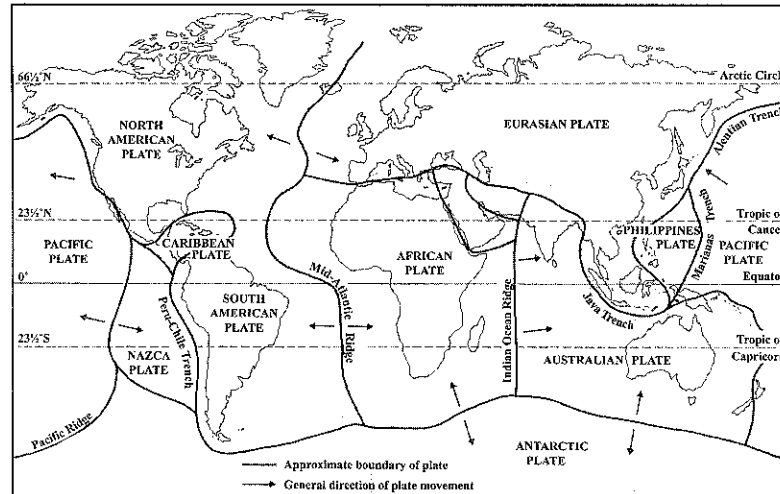 66½°N
Arctic Circl
NORTH
AMERICAN
PLATE
EURASIAN PLATE
Aleutian Trench
23½°N
Tropic o
Cance
CARIBBEAN
PLATE
PHILIPPINES
PLATE
Marianas Trench
PACIFIC
PLATE
PACIFIC
PLATE
AFRICAN
PLATE
0°
Equato
SOUTH
AMERICAN
PLATE
Mid-Atlantic
Ridge
Peru-Chile Trench
Indian Ocean Ridge
Java Trench
23½°S
Tropic o
Capricor
NAZCA
PLATE
AUSTRALIAN PLATE
Pacific Ridge
ANTARCTIC
PLATE
Approximate boundary of plate
General direction of plate movement